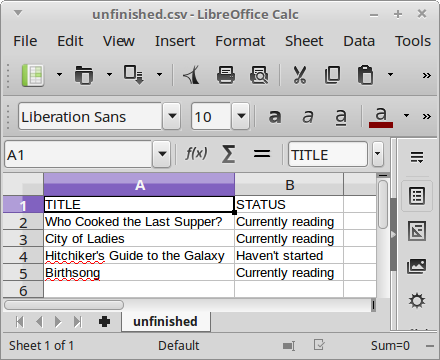 unfinished.csv - LibreOffice Calc
File Edit View Insert Format Sheet Data Tools »
»
Liberation Sans 10 a a a a »
A1 f(x) Σ = TITLE
A B
1 TITLE STATUS
2 Who Cooked the Last Supper? Currently reading
3 City of Ladies Currently reading
4 Hitchiker's Guide to the Galaxy Haven't started
5 Birthsong Currently reading
6
unfinished
Sheet 1 of 1 Default Sum=0